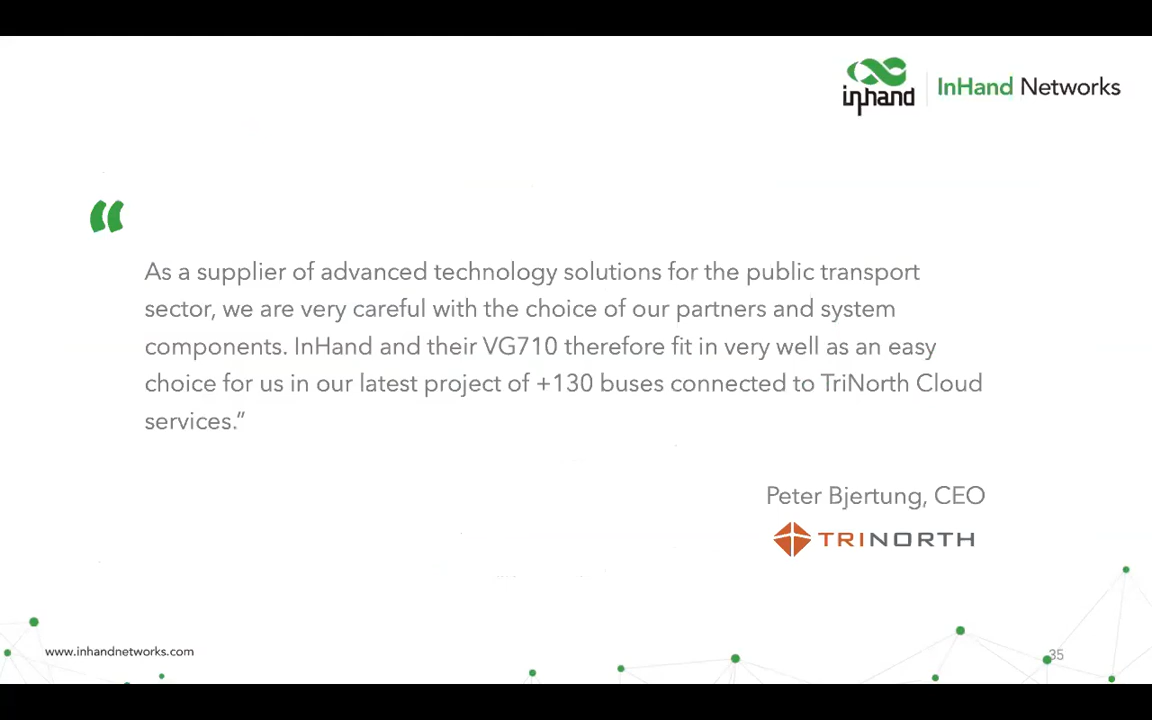 inhand
InHand Networks
“
As a supplier of advanced technology solutions for the public transport
sector, we are very careful with the choice of our partners and system
components. InHand and their VG710 therefore fit in very well as an easy
choice for us in our latest project of +130 buses connected to TriNorth Cloud
services.”
Peter Bjertung, CEO
TRINORTH
www.inhandnetworks.com
35